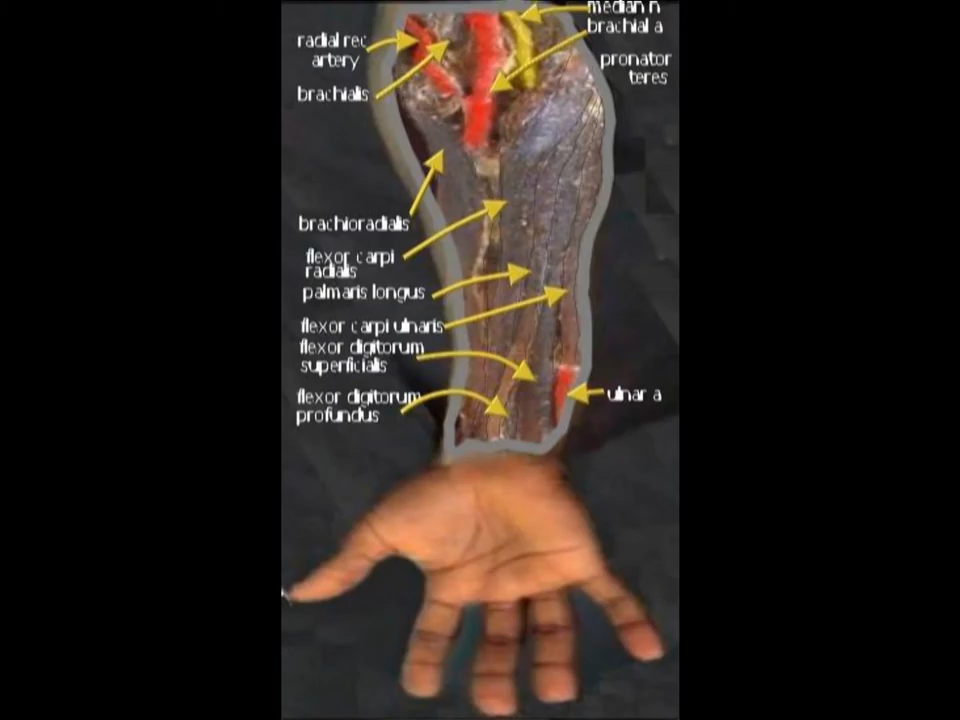 median n
brachial a
radial rec
artery
pronator
teres
brachialis
brachioradialis
flexor carpi
radialis
palmaris longus
flexor carpi ulnaris
flexor digitorum
superficialis
flexor digitorum
profundus
ulnar a